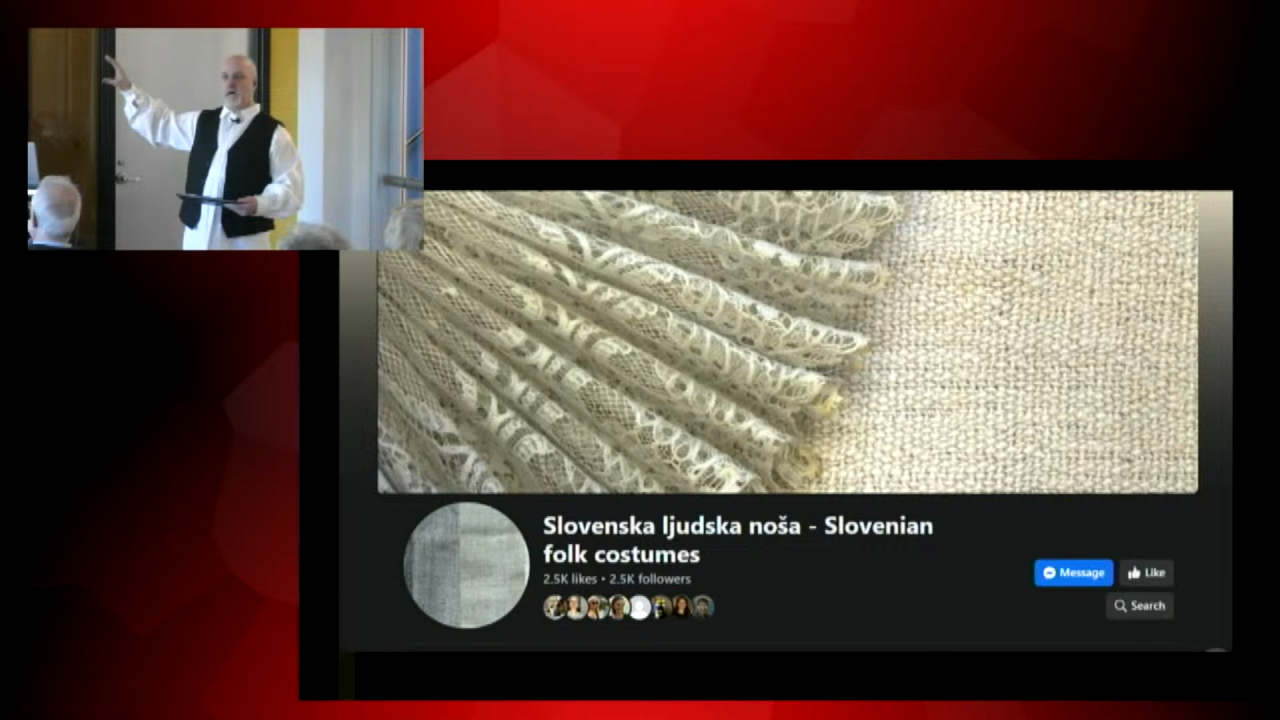 Slovenska ljudska noša - Slovenian
folk costumes
2.5K likes • 2.5K followers
Message
Like
Search